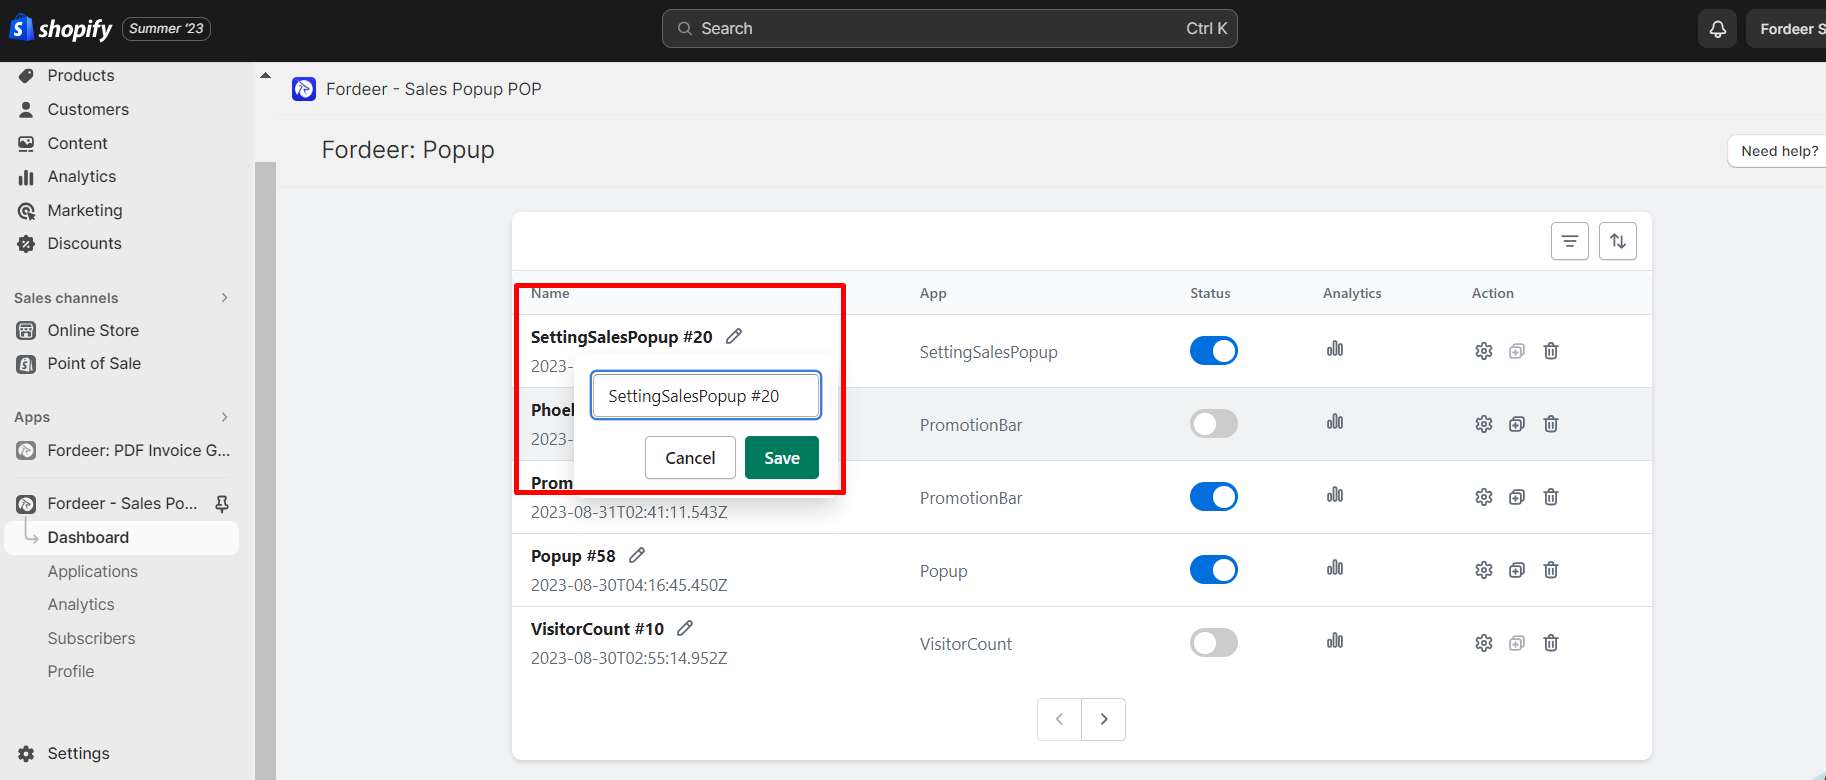 shopify
Summer '23
Search
Ctrl K
Fordeer S
Products
Customers
Content
Analytics
Marketing
Discounts
Sales channels
Online Store
Point of Sale
Apps
Fordeer: PDF Invoice G...
Fordeer - Sales Po...
Dashboard
Applications
Analytics
Subscribers
Profile
Settings
Fordeer - Sales Popup POP
Fordeer: Popup
Need help?
Name App Status Analytics Action
SettingSalesPopup #20
2023-
SettingSalesPopup
SettingSalesPopup #20
Cancel
Save
Phoel
2023-
PromotionBar
Prom
2023-08-31T02:41:11.543Z
PromotionBar
Popup #58
2023-08-30T04:16:45.450Z
Popup
VisitorCount #10
2023-08-30T02:55:14.952Z
VisitorCount